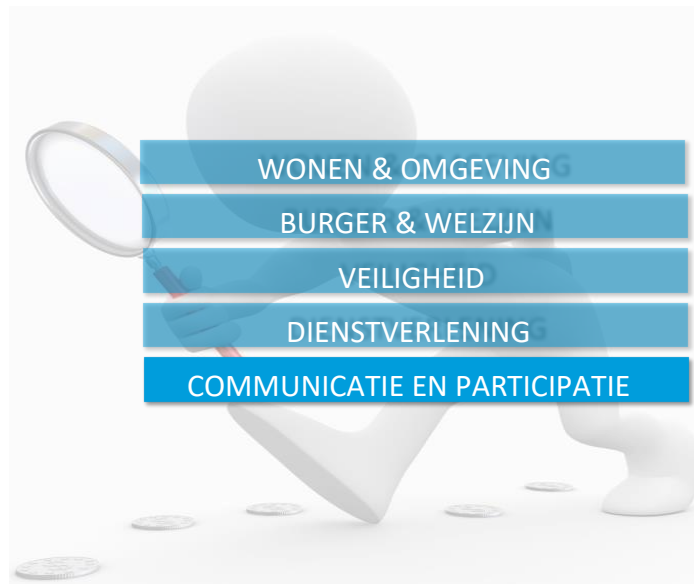 WONEN & OMGEVING
BURGER & WELZIJN
VEILIGHEID
DIENSTVERLENING
COMMUNICATIE EN PARTICIPATIE